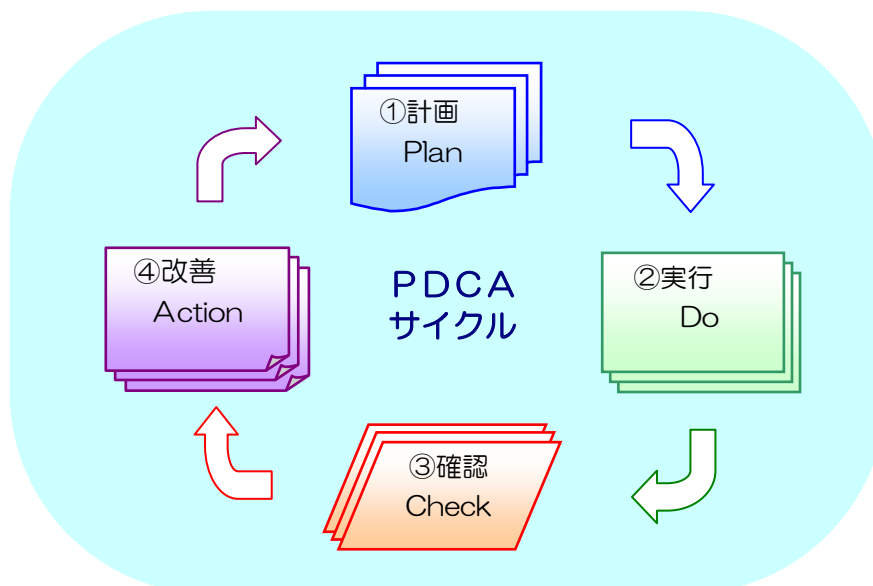 ①計画
Plan
②実行
Do
③確認
Check
④改善
Action
PDCA
サイクル